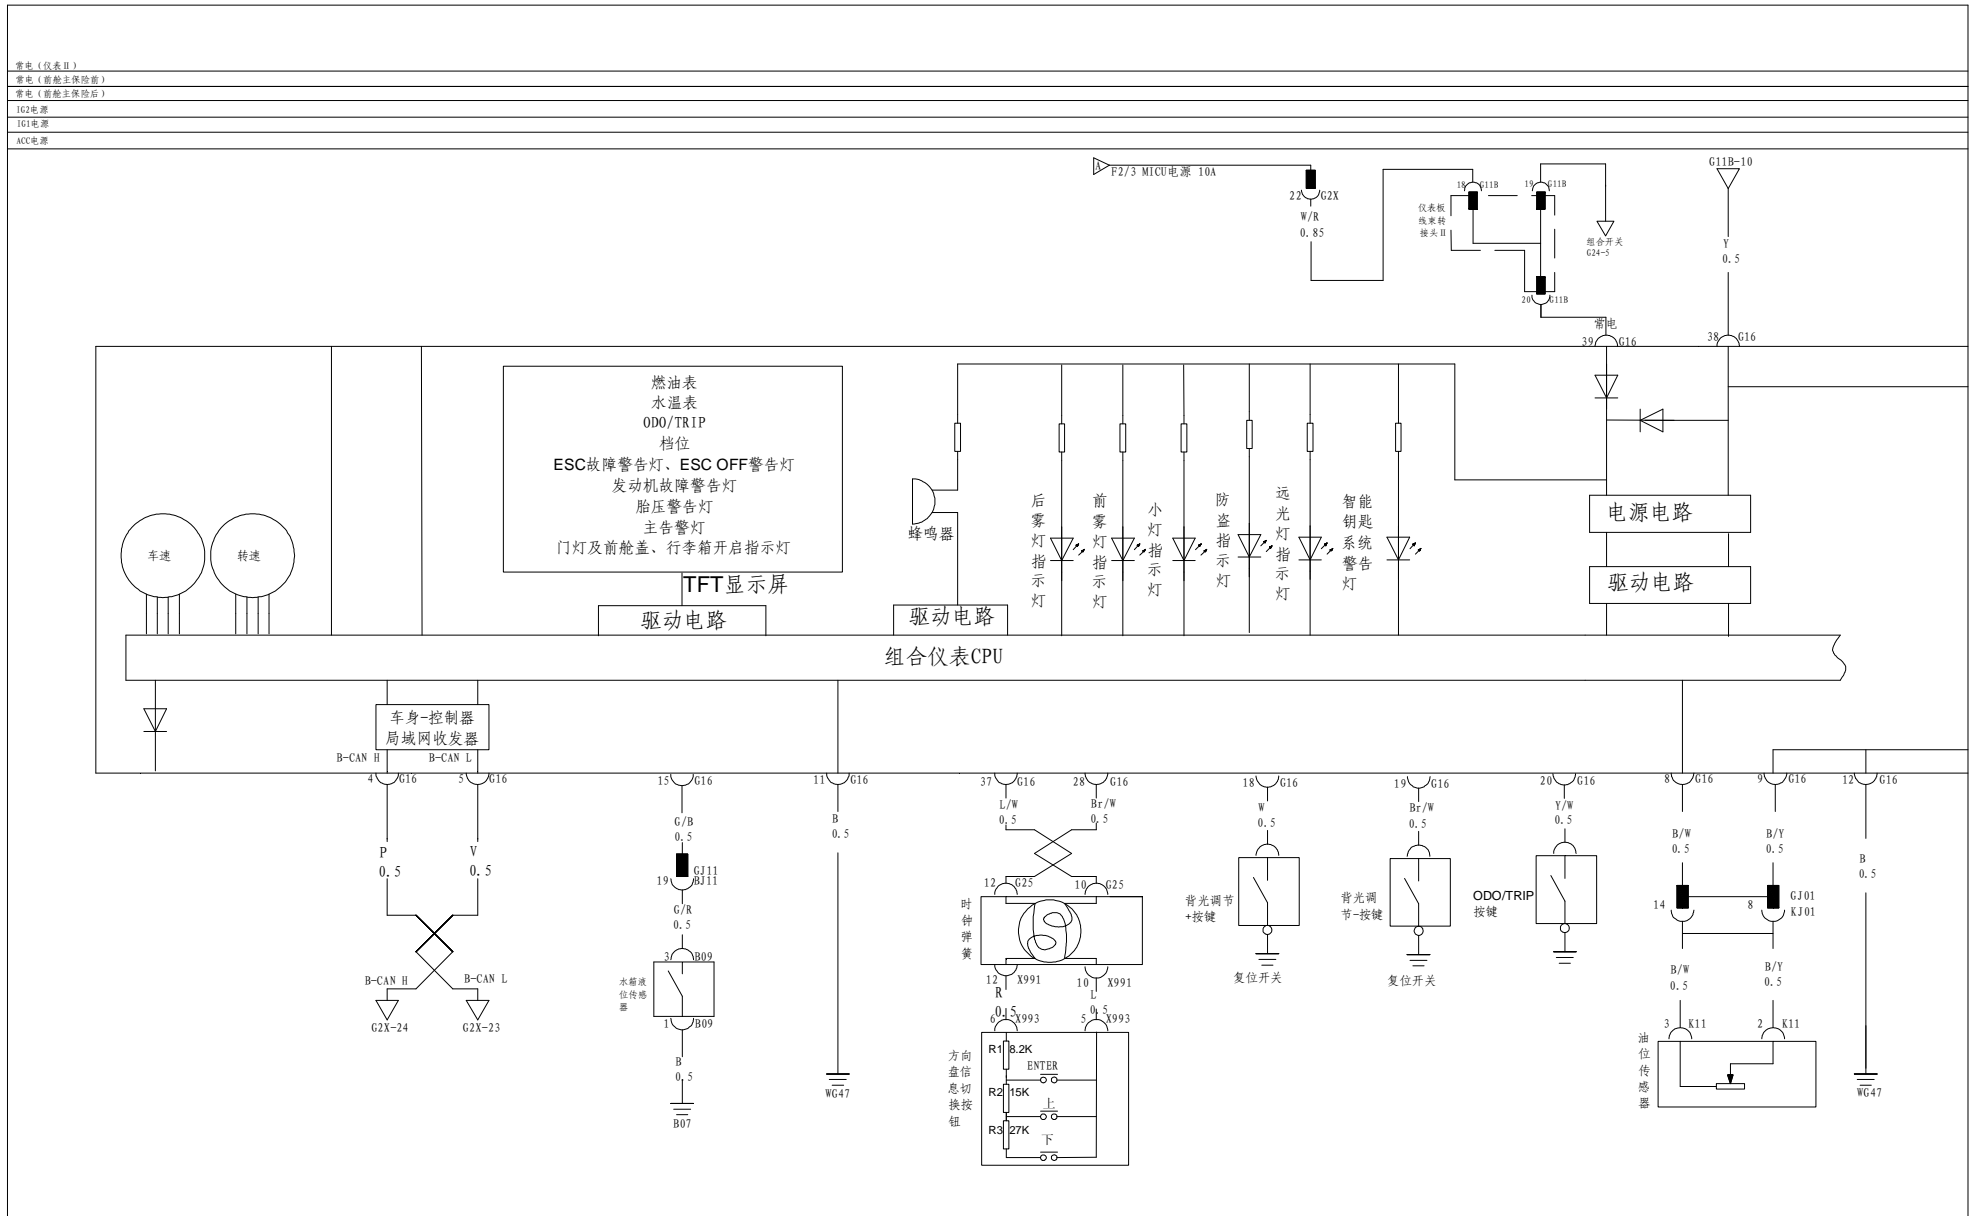 常电（仪表Ⅱ）
常电（前舱主保险前）
常电（前舱主保险后）
IG2电源
IG1电源
ACC电源
A
F2/3 MICU电源 10A
22 G2X
W/R
0.85
18 G11B
19 G11B
仪表板
线束转
接头Ⅱ
20 G11B
组合开关
G24-5
G11B-10
Y
0.5
常电
39 G16
38 G16
燃油表
水温表
ODO/TRIP
档位
ESC故障警告灯、ESC OFF警告灯
发动机故障警告灯
胎压警告灯
主告警灯
门灯及前舱盖、行李箱开启指示灯
TFT显示屏
驱动电路
车速
转速
蜂鸣器
驱动电路
后雾灯指示灯
前雾灯指示灯
小灯指示灯
防盗指示灯
远光灯指示灯
智能
钥匙
系统
警告
灯
电源电路
驱动电路
组合仪表CPU
车身-控制器
局域网收发器
B-CAN H
B-CAN L
4 G16
5 G16
15 G16
11 G16
37 G16
28 G16
18 G16
19 G16
20 G16
8 G16
9 G16
12 G16
P
0.5
V
0.5
B-CAN H
B-CAN L
G2X-24
G2X-23
G/B
0.5
GJ11
19 BJ11
G/R
0.5
3 B09
水箱液
位传感
器
1 B09
B
0.5
B07
B
0.5
WG47
L/W
0.5
Br/W
0.5
12 G25
10 G25
时钟弹簧
12 X991
10 X991
R
0.5
L
0.5
6 X993
5 X993
方向
盘信
息切
换按
钮
R1 8.2K
ENTER
R2 15K
上
R3 27K
下
W
0.5
背光调节
+按键
复位开关
Br/W
0.5
背光调
节-按键
复位开关
Y/W
0.5
ODO/TRIP
按键
B/W
0.5
B/Y
0.5
14
8
GJ01
KJ01
B/W
0.5
B/Y
0.5
3 K11
2 K11
油位传感器
B
0.5
WG47